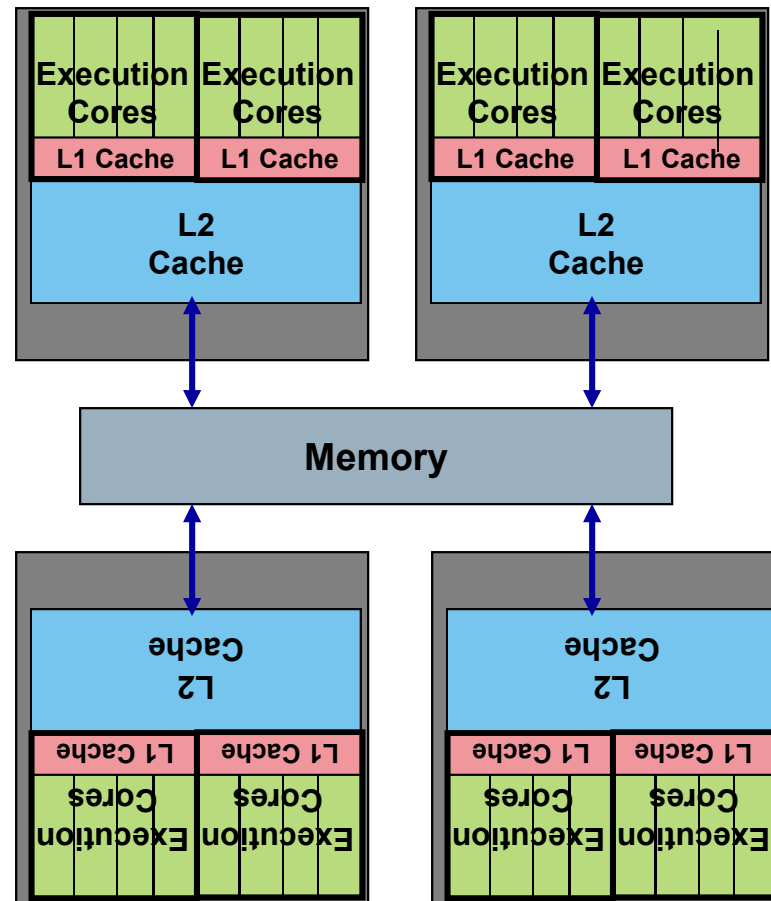 Execution
Cores
Execution
Cores
L1 Cache
L1 Cache
L2
Cache
Execution
Cores
Execution
Cores
L1 Cache
L1 Cache
L2
Cache
Memory
L2
Cache
L1 Cache
L1 Cache
Execution
Cores
Execution
Cores
L2
Cache
L1 Cache
L1 Cache
Execution
Cores
Execution
Cores